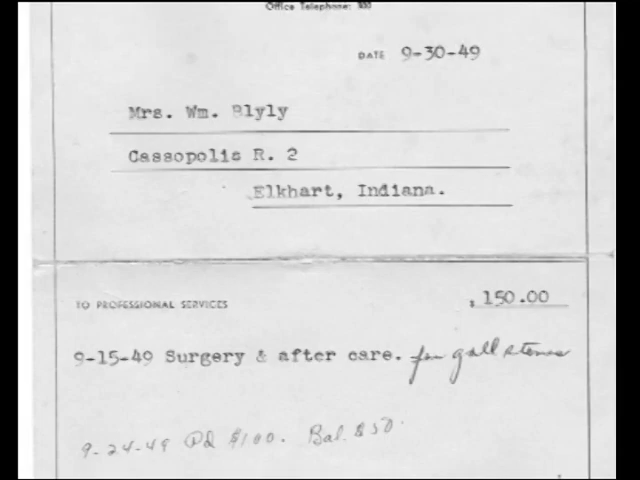 Office Telephone:
DATE 9-30-49
Mrs. Wm. Blyly
Cassopolis R. 2
Elkhart, Indiana.
TO PROFESSIONAL SERVICES 150.00
9-15-49 Surgery & after care. for gall stones
9-24-49 Pd $100. Bal. $50.